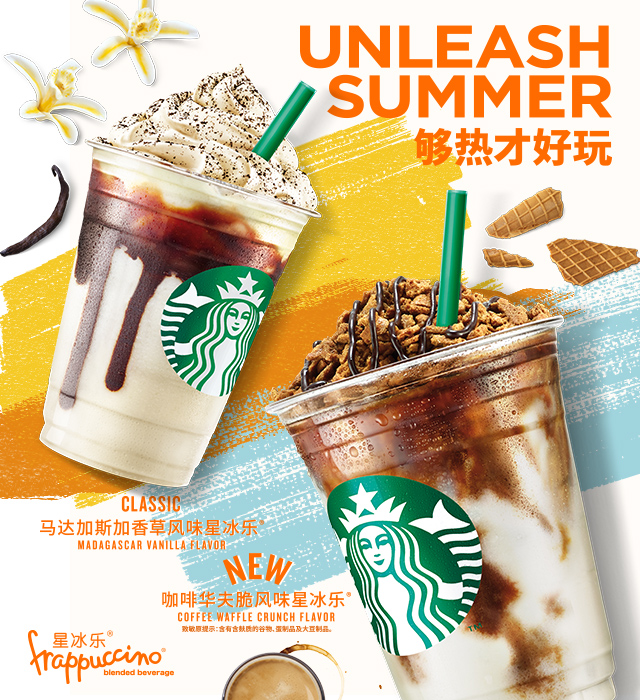 UNLEASH
SUMMER
够热才好玩
CLASSIC
马达加斯加香草风味星冰乐®
MADAGASCAR VANILLA FLAVOR
NEW
咖啡华夫脆风味星冰乐®
COFFEE WAFFLE CRUNCH FLAVOR
致敏原提示:含有含麸质的谷物、蛋制品及大豆制品。
星冰乐®
frappuccino®
blended beverage
TM